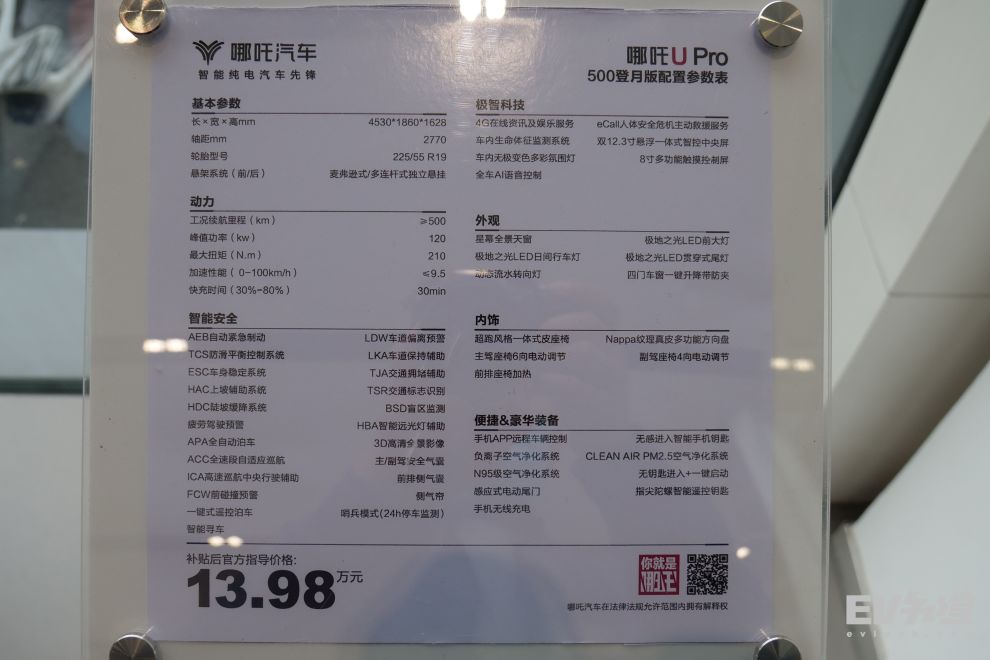 哪吒汽车
智能纯电汽车先锋
哪吒U Pro
500登月版配置参数表
基本参数
长×宽×高mm 4530*1860*1628
轴距mm 2770
轮胎型号 225/55 R19
悬架系统（前/后） 麦弗逊式/多连杆式独立悬挂
动力
工况续航里程（km） ≥500
峰值功率（kw） 120
最大扭矩（N.m） 210
加速性能（0-100km/h） ≤9.5
快充时间（30%-80%） 30min
智能安全
AEB自动紧急制动 LDW车道偏离预警
TCS防滑平衡控制系统 LKA车道保持辅助
ESC车身稳定系统 TJA交通拥堵辅助
HAC上坡辅助系统 TSR交通标志识别
HDC陡坡缓降系统 BSD盲区监测
疲劳驾驶预警 HBA智能远光灯辅助
APA全自动泊车 3D高清全景影像
ACC全速段自适应巡航 主/副驾安全气囊
ICA高速巡航中央行驶辅助 前排侧气囊
FCW前碰撞预警 侧气帘
一键式遥控泊车 哨兵模式(24h停车监测)
智能寻车
极智科技
4G在线资讯及娱乐服务 eCall人体安全危机主动救援服务
车内生命体征监测系统 双12.3寸悬浮一体式智控中央屏
车内无极变色多彩氛围灯 8寸多功能触摸控制屏
全车AI语音控制
外观
星幕全景天窗 极地之光LED前大灯
极地之光LED日间行车灯 极地之光LED贯穿式尾灯
动态流水转向灯 四门车窗一键升降带防夹
内饰
超跑风格一体式皮座椅 Nappa纹理真皮多功能方向盘
主驾座椅6向电动调节 副驾座椅4向电动调节
前排座椅加热
便捷&豪华装备
手机APP远程车辆控制 无感进入智能手机钥匙
负离子空气净化系统 CLEAN AIR PM2.5空气净化系统
N95级空气净化系统 无钥匙进入+一键启动
感应式电动尾门 指尖陀螺智能遥控钥匙
手机无线充电
补贴后官方指导价格:
13.98万元
你就是
哪吒
哪吒汽车在法律法规允许范围内拥有解释权